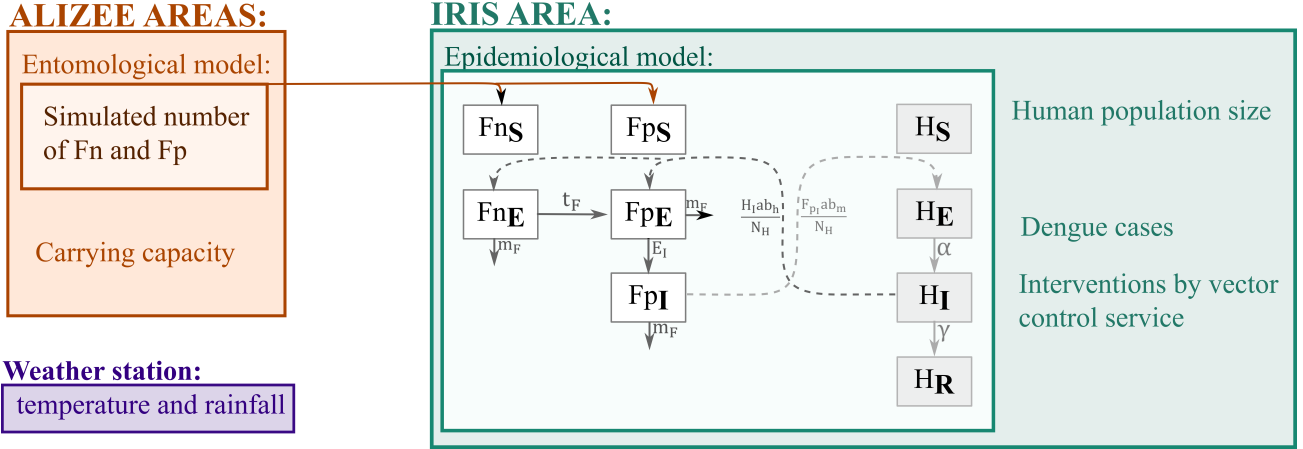 ALIZEE AREAS:
Entomological model:
Simulated number
of Fn and Fp
Carrying capacity
Weather station:
temperature and rainfall
IRIS AREA:
Epidemiological model:
FnS
FpS
HS
FnE
tF
FpE
mF
HIabh
NH
FpIabm
NH
HE
mF
EI
α
FpI
HI
mF
γ
HR
Human population size
Dengue cases
Interventions by vector
control service